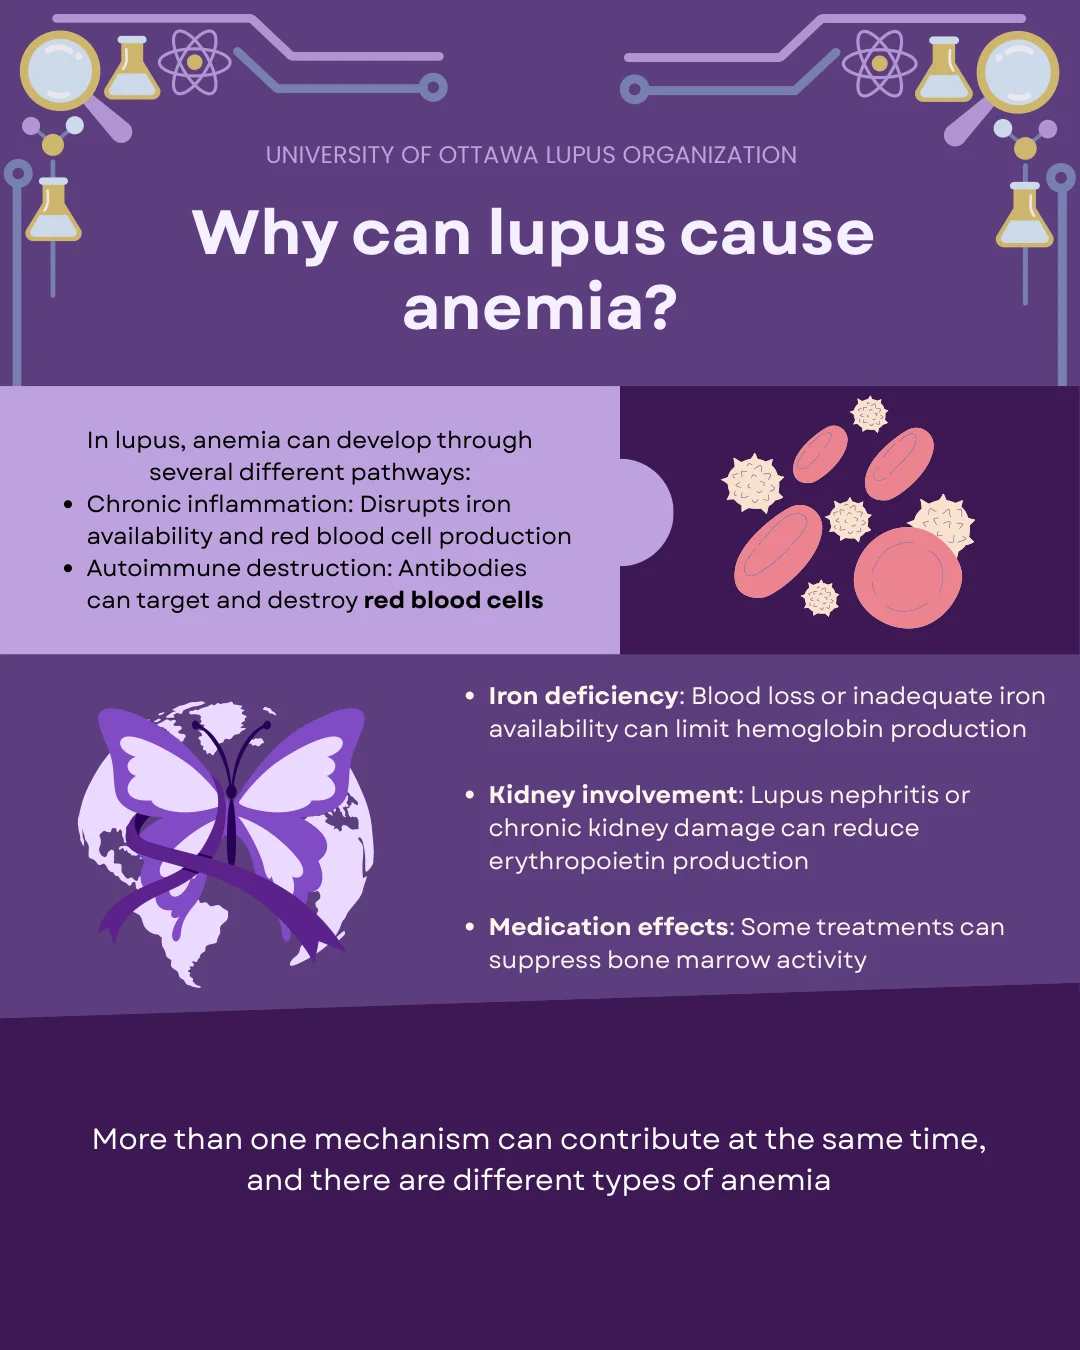 UNIVERSITY OF OTTAWA LUPUS ORGANIZATION
Why can lupus cause
anemia?
In lupus, anemia can develop through
several different pathways:
• Chronic inflammation: Disrupts iron
availability and red blood cell production
• Autoimmune destruction: Antibodies
can target and destroy red blood cells
• Iron deficiency: Blood loss or inadequate iron
availability can limit hemoglobin production
• Kidney involvement: Lupus nephritis or
chronic kidney damage can reduce
erythropoietin production
• Medication effects: Some treatments can
suppress bone marrow activity
More than one mechanism can contribute at the same time,
and there are different types of anemia